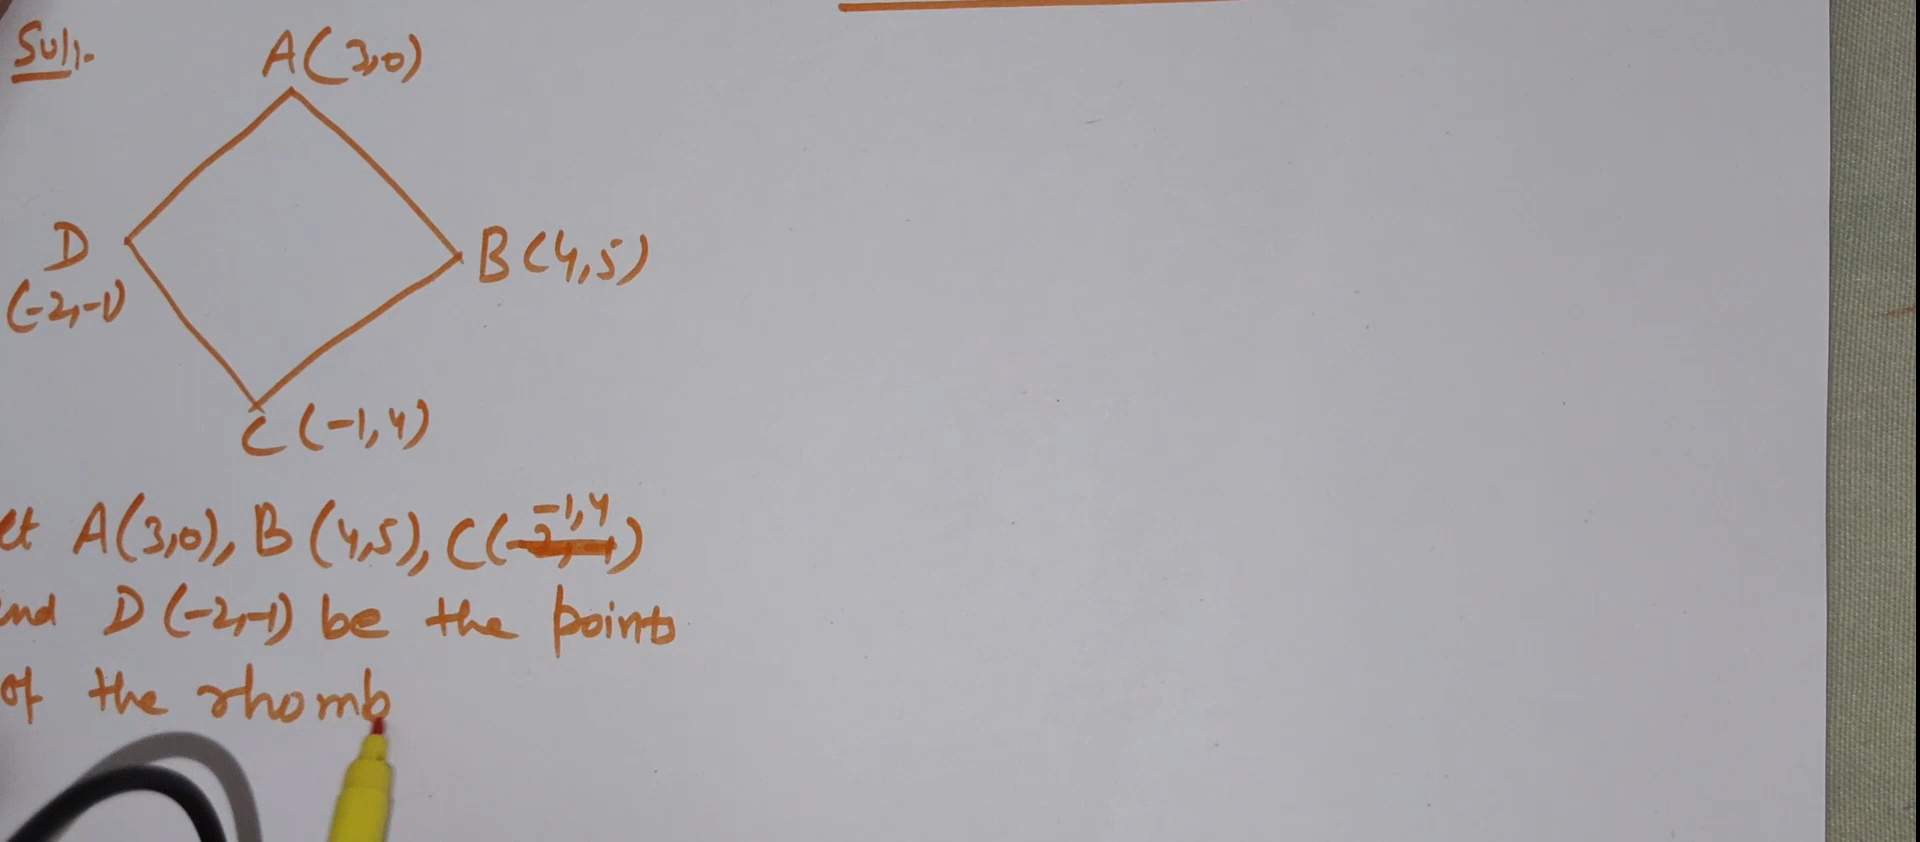 Sol:-
A(3,0)
D
(-2,-1)
B(4,5)
C(-1,4)
et A(3,0), B(4,5), C(-1,4)
and D(-2,-1) be the points
of the rhomb